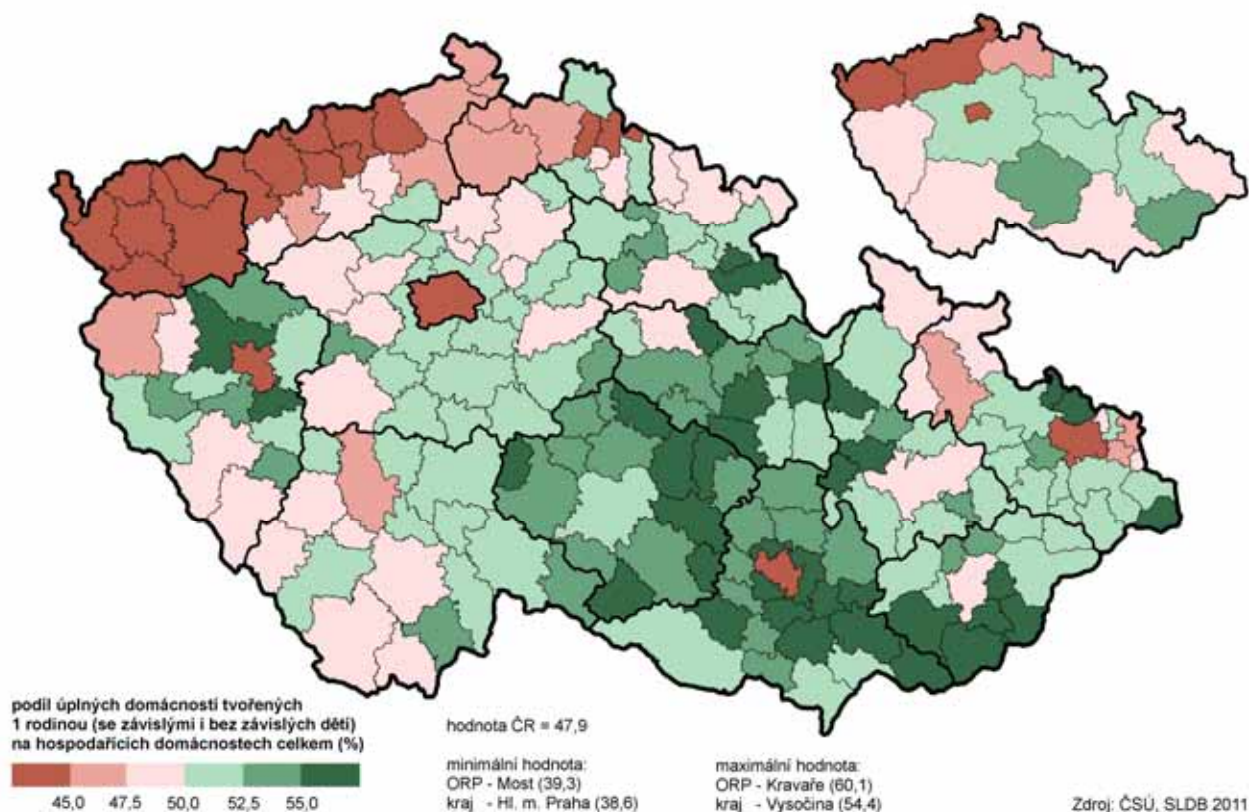 podíl úplných domácností tvořených
1 rodinou (se závislými i bez závislých dětí)
na hospodařících domácnostech celkem (%)
45,0 47,5 50,0 52,5 55,0
hodnota ČR = 47,9
minimální hodnota:
ORP - Most (39,3)
kraj - Hl. m. Praha (38,6)
maximální hodnota:
ORP - Kravaře (60,1)
kraj - Vysočina (54,4)
Zdroj: ČSÚ, SLDB 2011